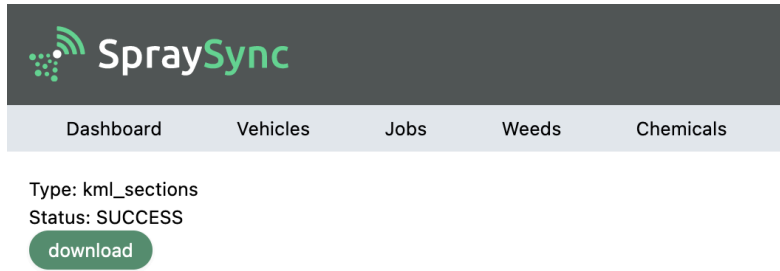 SpraySync
Dashboard Vehicles Jobs Weeds Chemicals
Type: kml_sections
Status: SUCCESS
download